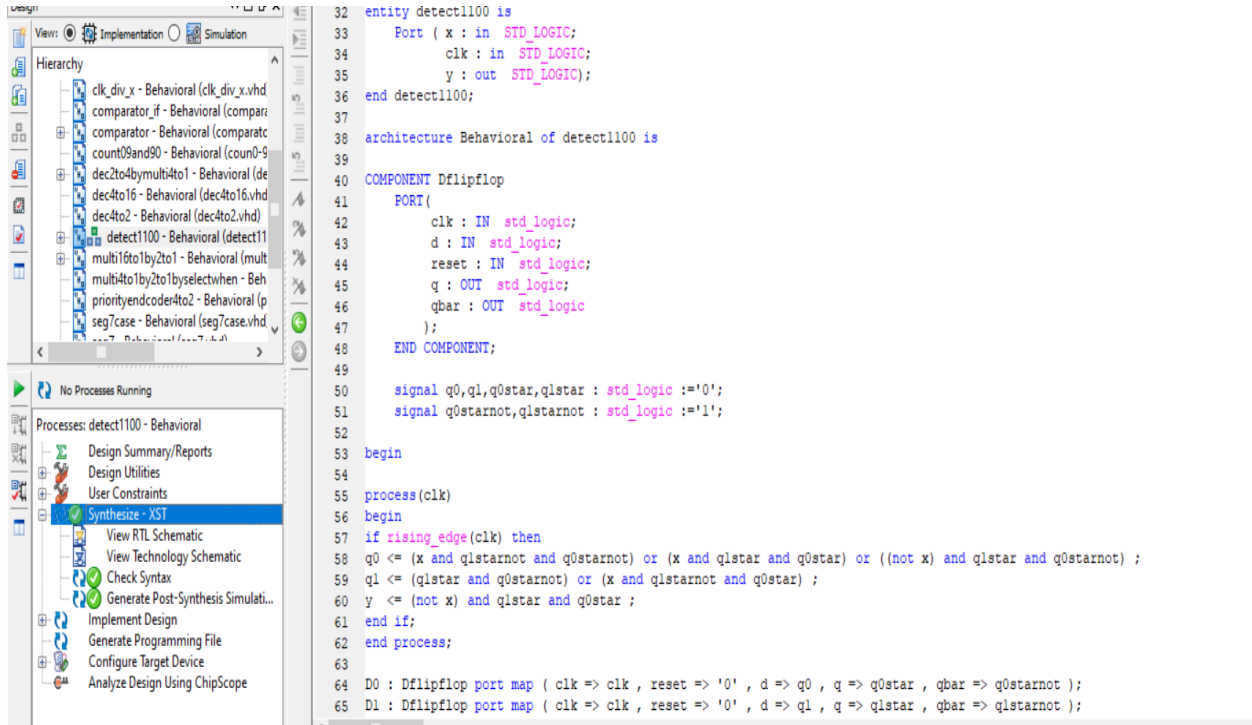 Design
View: Implementation Simulation
Hierarchy
clk_div_x - Behavioral (clk_div_x.vhd
comparator_if - Behavioral (compara
comparator - Behavioral (comparatc
count09and90 - Behavioral (coun0-9
dec2to4bymulti4to1 - Behavioral (de
dec4to16 - Behavioral (dec4to16.vhd
dec4to2 - Behavioral (dec4to2.vhd)
detect1100 - Behavioral (detect11
multi16to1by2to1 - Behavioral (mult
multi4to1by2to1byselectwhen - Beh
priorityendcoder4to2 - Behavioral (p
seg7case - Behavioral (seg7case.vhd
seg7 - Behavioral (seg7.vhd)
No Processes Running
Processes: detect1100 - Behavioral
Design Summary/Reports
Design Utilities
User Constraints
Synthesize - XST
View RTL Schematic
View Technology Schematic
Check Syntax
Generate Post-Synthesis Simulati...
Implement Design
Generate Programming File
Configure Target Device
Analyze Design Using ChipScope
32 entity detect1100 is
33 Port ( x : in STD_LOGIC;
34 clk : in STD_LOGIC;
35 y : out STD_LOGIC);
36 end detect1100;
37
38 architecture Behavioral of detect1100 is
39
40 COMPONENT Dflipflop
41 PORT(
42 clk : IN std_logic;
43 d : IN std_logic;
44 reset : IN std_logic;
45 q : OUT std_logic;
46 qbar : OUT std_logic
47 );
48 END COMPONENT;
49
50 signal q0,q1,q0star,q1star : std_logic :='0';
51 signal q0starnot,q1starnot : std_logic :='1';
52
53 begin
54
55 process(clk)
56 begin
57 if rising_edge(clk) then
58 q0 <= (x and q1starnot and q0starnot) or (x and q1star and q0star) or ((not x) and q1star and q0starnot) ;
59 q1 <= (q1star and q0starnot) or (x and q1starnot and q0star) ;
60 y <= (not x) and q1star and q0star ;
61 end if;
62 end process;
63
64 D0 : Dflipflop port map ( clk => clk , reset => '0' , d => q0 , q => q0star , qbar => q0starnot );
65 D1 : Dflipflop port map ( clk => clk , reset => '0' , d => q1 , q => q1star , qbar => q1starnot );